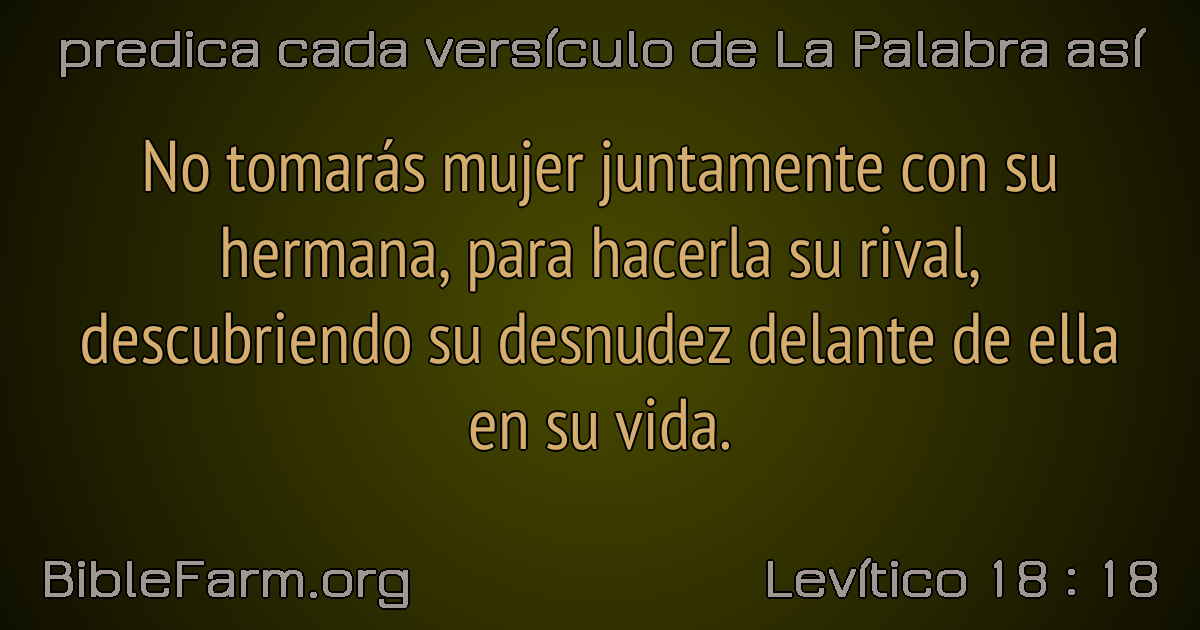 predica cada versículo de La Palabra así
No tomarás mujer juntamente con su
hermana, para hacerla su rival,
descubriendo su desnudez delante de ella
en su vida.
BibleFarm.org
Levítico 18 : 18